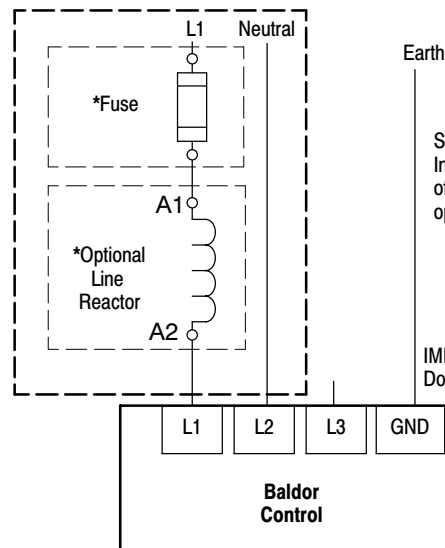 L1 Neutral
Earth
*Fuse
A1
*Optional
Line
Reactor
A2
L1 L2 L3 GND
Baldor
Control